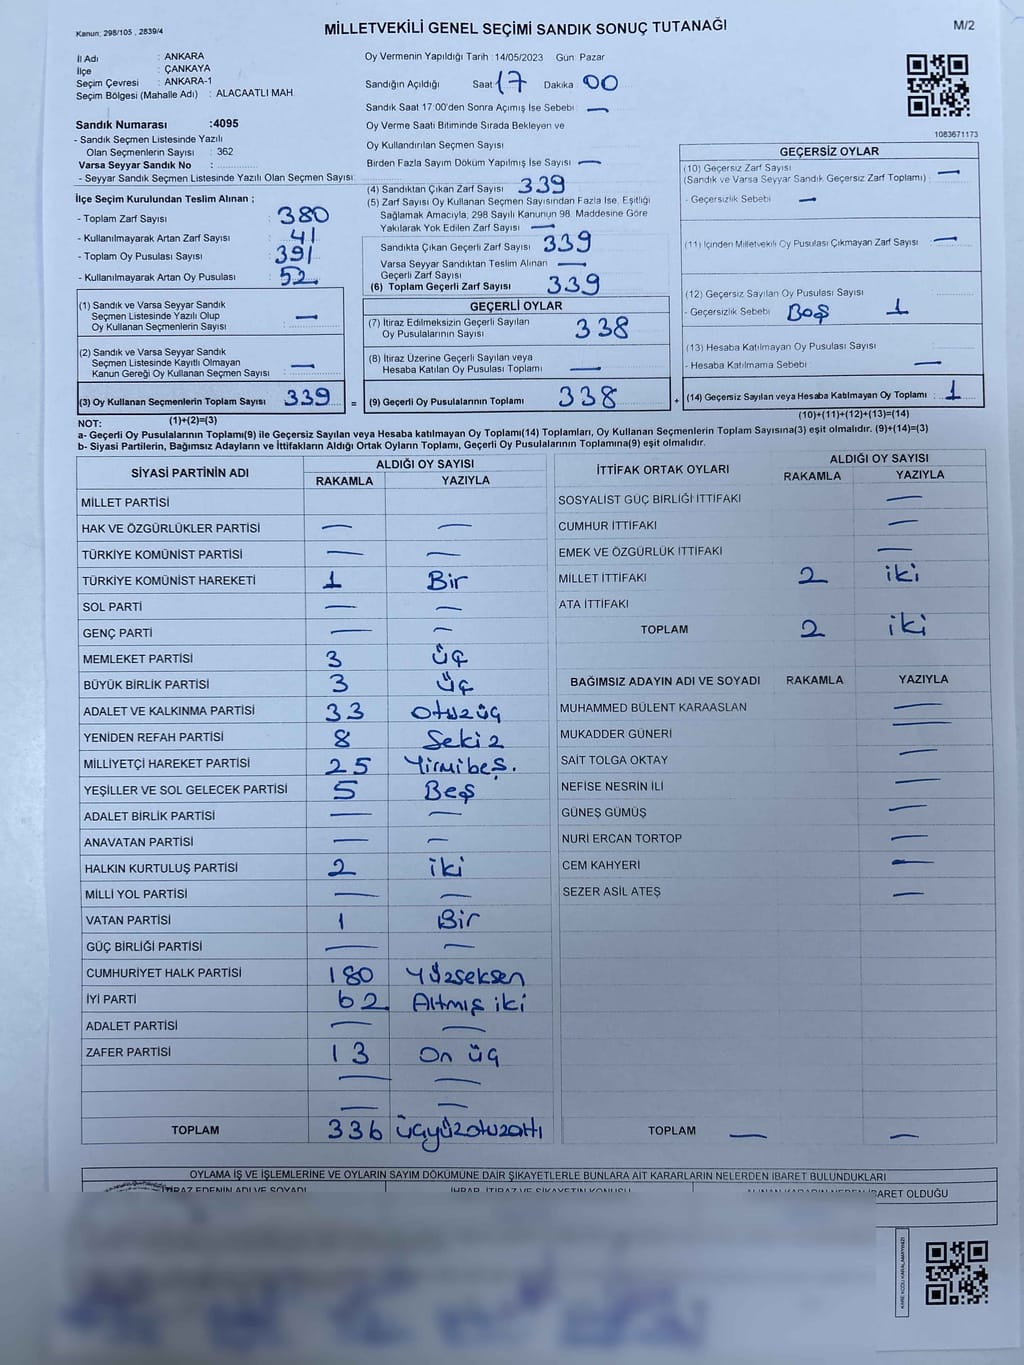 Kanun: 298/105 , 2839/4
MİLLETVEKİLİ GENEL SEÇİMİ SANDIK SONUÇ TUTANAĞI
M/2
İl Adı : ANKARA
İlçe : ÇANKAYA
Seçim Çevresi : ANKARA-1
Seçim Bölgesi (Mahalle Adı) : ALACAATLI MAH.
Sandık Numarası :4095
- Sandık Seçmen Listesinde Yazılı
Olan Seçmenlerin Sayısı : 362
Varsa Seyyar Sandık No :
- Seyyar Sandık Seçmen Listesinde Yazılı Olan Seçmen Sayısı:
Oy Vermenin Yapıldığı Tarih :14/05/2023 Gün Pazar
Sandığın Açıldığı Saat 17 Dakika 00
Sandık Saat 17:00'den Sonra Açımış İse Sebebi —
Oy Verme Saati Bitiminde Sırada Bekleyen ve
Oy Kullandırılan Seçmen Sayısı
Birden Fazla Sayım Döküm Yapılmış İse Sayısı —
1083671173
İlçe Seçim Kurulundan Teslim Alınan ;
- Toplam Zarf Sayısı : 380
- Kullanılmayarak Artan Zarf Sayısı : 41
- Toplam Oy Pusulası Sayısı : 391
- Kullanılmayarak Artan Oy Pusulası : 52
(1) Sandık ve Varsa Seyyar Sandık
Seçmen Listesinde Yazılı Olup
Oy Kullanan Seçmenlerin Sayısı : —
(2) Sandık ve Varsa Seyyar Sandık
Seçmen Listesinde Kayıtlı Olmayan
Kanun Gereği Oy Kullanan Seçmen Sayısı : —
(3) Oy Kullanan Seçmenlerin Toplam Sayısı 339 =
(1)+(2)=(3)
(4) Sandıktan Çıkan Zarf Sayısı 339
(5) Zarf Sayısı Oy Kullanan Seçmen Sayısından Fazla İse, Eşitliği
Sağlamak Amacıyla, 298 Sayılı Kanunun 98. Maddesine Göre
Yakılarak Yok Edilen Zarf Sayısı —
Sandıkta Çıkan Geçerli Zarf Sayısı 339
Varsa Seyyar Sandıktan Teslim Alınan
Geçerli Zarf Sayısı —
(6) Toplam Geçerli Zarf Sayısı 339
GEÇERLİ OYLAR
(7) İtiraz Edilmeksizin Geçerli Sayılan
Oy Pusulalarının Sayısı 338
(8) İtiraz Üzerine Geçerli Sayılan veya
Hesaba Katılan Oy Pusulası Toplamı —
(9) Geçerli Oy Pusulalarının Toplamı 338 +
GEÇERSİZ OYLAR
(10) Geçersiz Zarf Sayısı
(Sandık ve Varsa Seyyar Sandık Geçersiz Zarf Toplamı) —
- Geçersizlik Sebebi —
(11) İçinden Milletvekili Oy Pusulası Çıkmayan Zarf Sayısı —
(12) Geçersiz Sayılan Oy Pusulası Sayısı
- Geçersizlik Sebebi Boş 1
(13) Hesaba Katılmayan Oy Pusulası Sayısı
- Hesaba Katılmama Sebebi —
(14) Geçersiz Sayılan veya Hesaba Katılmayan Oy Toplamı : 1
(10)+(11)+(12)+(13)=(14)
NOT:
a- Geçerli Oy Pusulalarının Toplamı(9) ile Geçersiz Sayılan veya Hesaba katılmayan Oy Toplamı(14) Toplamları, Oy Kullanan Seçmenlerin Toplam Sayısına(3) eşit olmalıdır. (9)+(14)=(3)
b- Siyasi Partilerin, Bağımsız Adayların ve İttifakların Aldığı Ortak Oyların Toplamı, Geçerli Oy Pusulalarının Toplamına(9) eşit olmalıdır.
SİYASİ PARTİNİN ADI
ALDIĞI OY SAYISI
RAKAMLA YAZIYLA
MİLLET PARTİSİ
HAK VE ÖZGÜRLÜKLER PARTİSİ — —
TÜRKİYE KOMÜNİST PARTİSİ — —
TÜRKİYE KOMÜNİST HAREKETİ 1 Bir
SOL PARTİ — —
GENÇ PARTİ — —
MEMLEKET PARTİSİ 3 üç
BÜYÜK BİRLİK PARTİSİ 3 üç
ADALET VE KALKINMA PARTİSİ 33 Otuzüç
YENİDEN REFAH PARTİSİ 8 Sekiz
MİLLİYETÇİ HAREKET PARTİSİ 25 Yirmibeş.
YEŞİLLER VE SOL GELECEK PARTİSİ 5 Beş
ADALET BİRLİK PARTİSİ — —
ANAVATAN PARTİSİ — —
HALKIN KURTULUŞ PARTİSİ 2 iki
MİLLİ YOL PARTİSİ — —
VATAN PARTİSİ 1 Bir
GÜÇ BİRLİĞİ PARTİSİ — —
CUMHURİYET HALK PARTİSİ 180 Yüzseksen
İYİ PARTİ 62 Altmış iki
ADALET PARTİSİ — —
ZAFER PARTİSİ 13 On üç
— —
— —
TOPLAM 336 üçyüzotuzaltı
İTTİFAK ORTAK OYLARI
ALDIĞI OY SAYISI
RAKAMLA YAZIYLA
SOSYALİST GÜÇ BİRLİĞİ İTTİFAKI —
CUMHUR İTTİFAKI —
EMEK VE ÖZGÜRLÜK İTTİFAKI —
MİLLET İTTİFAKI 2 iki
ATA İTTİFAKI
TOPLAM 2 iki
BAĞIMSIZ ADAYIN ADI VE SOYADI RAKAMLA YAZIYLA
MUHAMMED BÜLENT KARAASLAN —
MUKADDER GÜNERİ —
SAİT TOLGA OKTAY —
NEFİSE NESRİN İLİ —
GÜNEŞ GÜMÜŞ —
NURİ ERCAN TORTOP —
CEM KAHYERİ —
SEZER ASİL ATEŞ —
TOPLAM — —
OYLAMA İŞ VE İŞLEMLERİNE VE OYLARIN SAYIM DÖKÜMÜNE DAİR ŞİKAYETLERLE BUNLARA AİT KARARLARIN NELERDEN İBARET BULUNDUKLARI
İTİRAZ EDENİN ADI VE SOYADI
İHBAR, İTİRAZ VE ŞİKAYETİN KONUSU
ALINAN KARARIN NEDEN İBARET OLDUĞU
KARE KODU KARALAMAYINIZ!